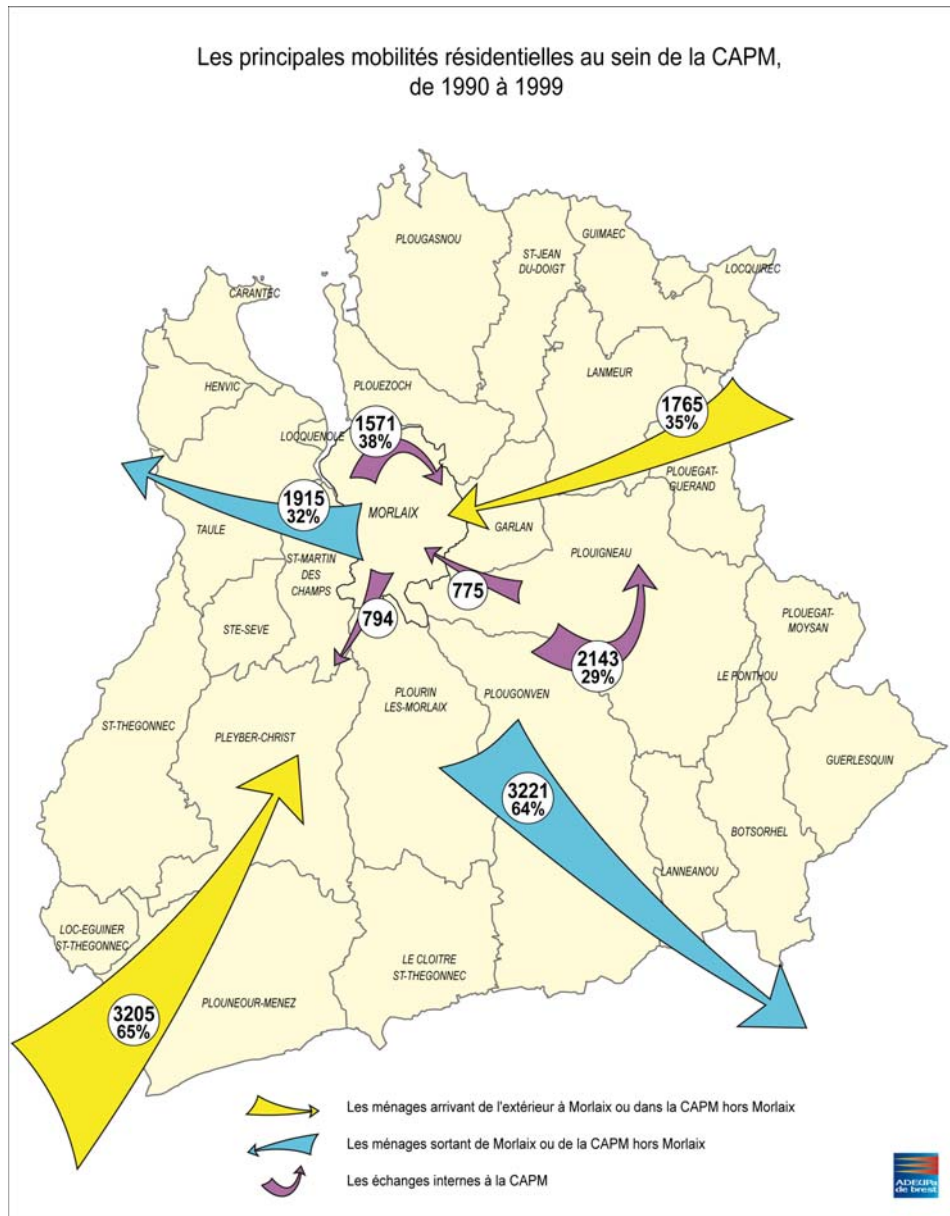 Les principales mobilités résidentielles au sein de la CAPM,
de 1990 à 1999
PLOUGASNOU
GUIMAEC
ST-JEAN
DU-DOIGT
LOCQUIREC
CARANTEC
HENVIC
PLOUEZOCH
LANMEUR
1765
35%
1571
38%
LOCQUENOLE
PLOUEGAT-
GUERAND
1915
32%
MORLAIX
TAULE
GARLAN
PLOUIGNEAU
ST-MARTIN
DES
CHAMPS
775
794
STE-SEVE
PLOUEGAT-
MOYSAN
2143
29%
LE PONTHOU
ST-THEGONNEC
PLOURIN
LES-MORLAIX
PLOUGONVEN
PLEYBER-CHRIST
GUERLESQUIN
3221
64%
BOTSORHEL
LANNÉANOU
LOC-EGUINER
ST-THEGONNEC
LE CLOITRE
ST-THEGONNEC
PLOUNEOUR-MENEZ
3205
65%
Les ménages arrivant de l'extérieur à Morlaix ou dans la CAPM hors Morlaix
Les ménages sortant de Morlaix ou de la CAPM hors Morlaix
Les échanges internes à la CAPM
ADEUPa
de brest